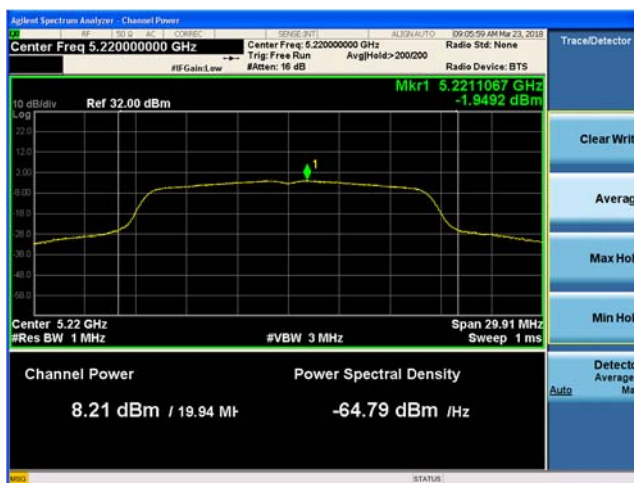 Agilent Spectrum Analyzer - Channel Power
RF 50 Ω AC CORREC SENSE:INT ALIGN AUTO 09:05:59 AM Mar 23, 2018
Center Freq 5.220000000 GHz
Center Freq: 5.220000000 GHz Radio Std: None
Trig: Free Run Avg|Hold:>200/200
#IFGain:Low #Atten: 16 dB Radio Device: BTS
Trace/Detector
Mkr1 5.2211067 GHz
-1.9492 dBm
10 dB/div Ref 32.00 dBm
Log
22.0
12.0
2.00
-8.00
-18.0
-28.0
-38.0
-48.0
1
Center 5.22 GHz Span 29.91 MHz
#Res BW 1 MHz #VBW 3 MHz Sweep 1 ms
Channel Power Power Spectral Density
8.21 dBm / 19.94 MH -64.79 dBm /Hz
Clear Writ
Averag
Max Hol
Min Hol
Detecto
Average
Auto Ma
MSG STATUS